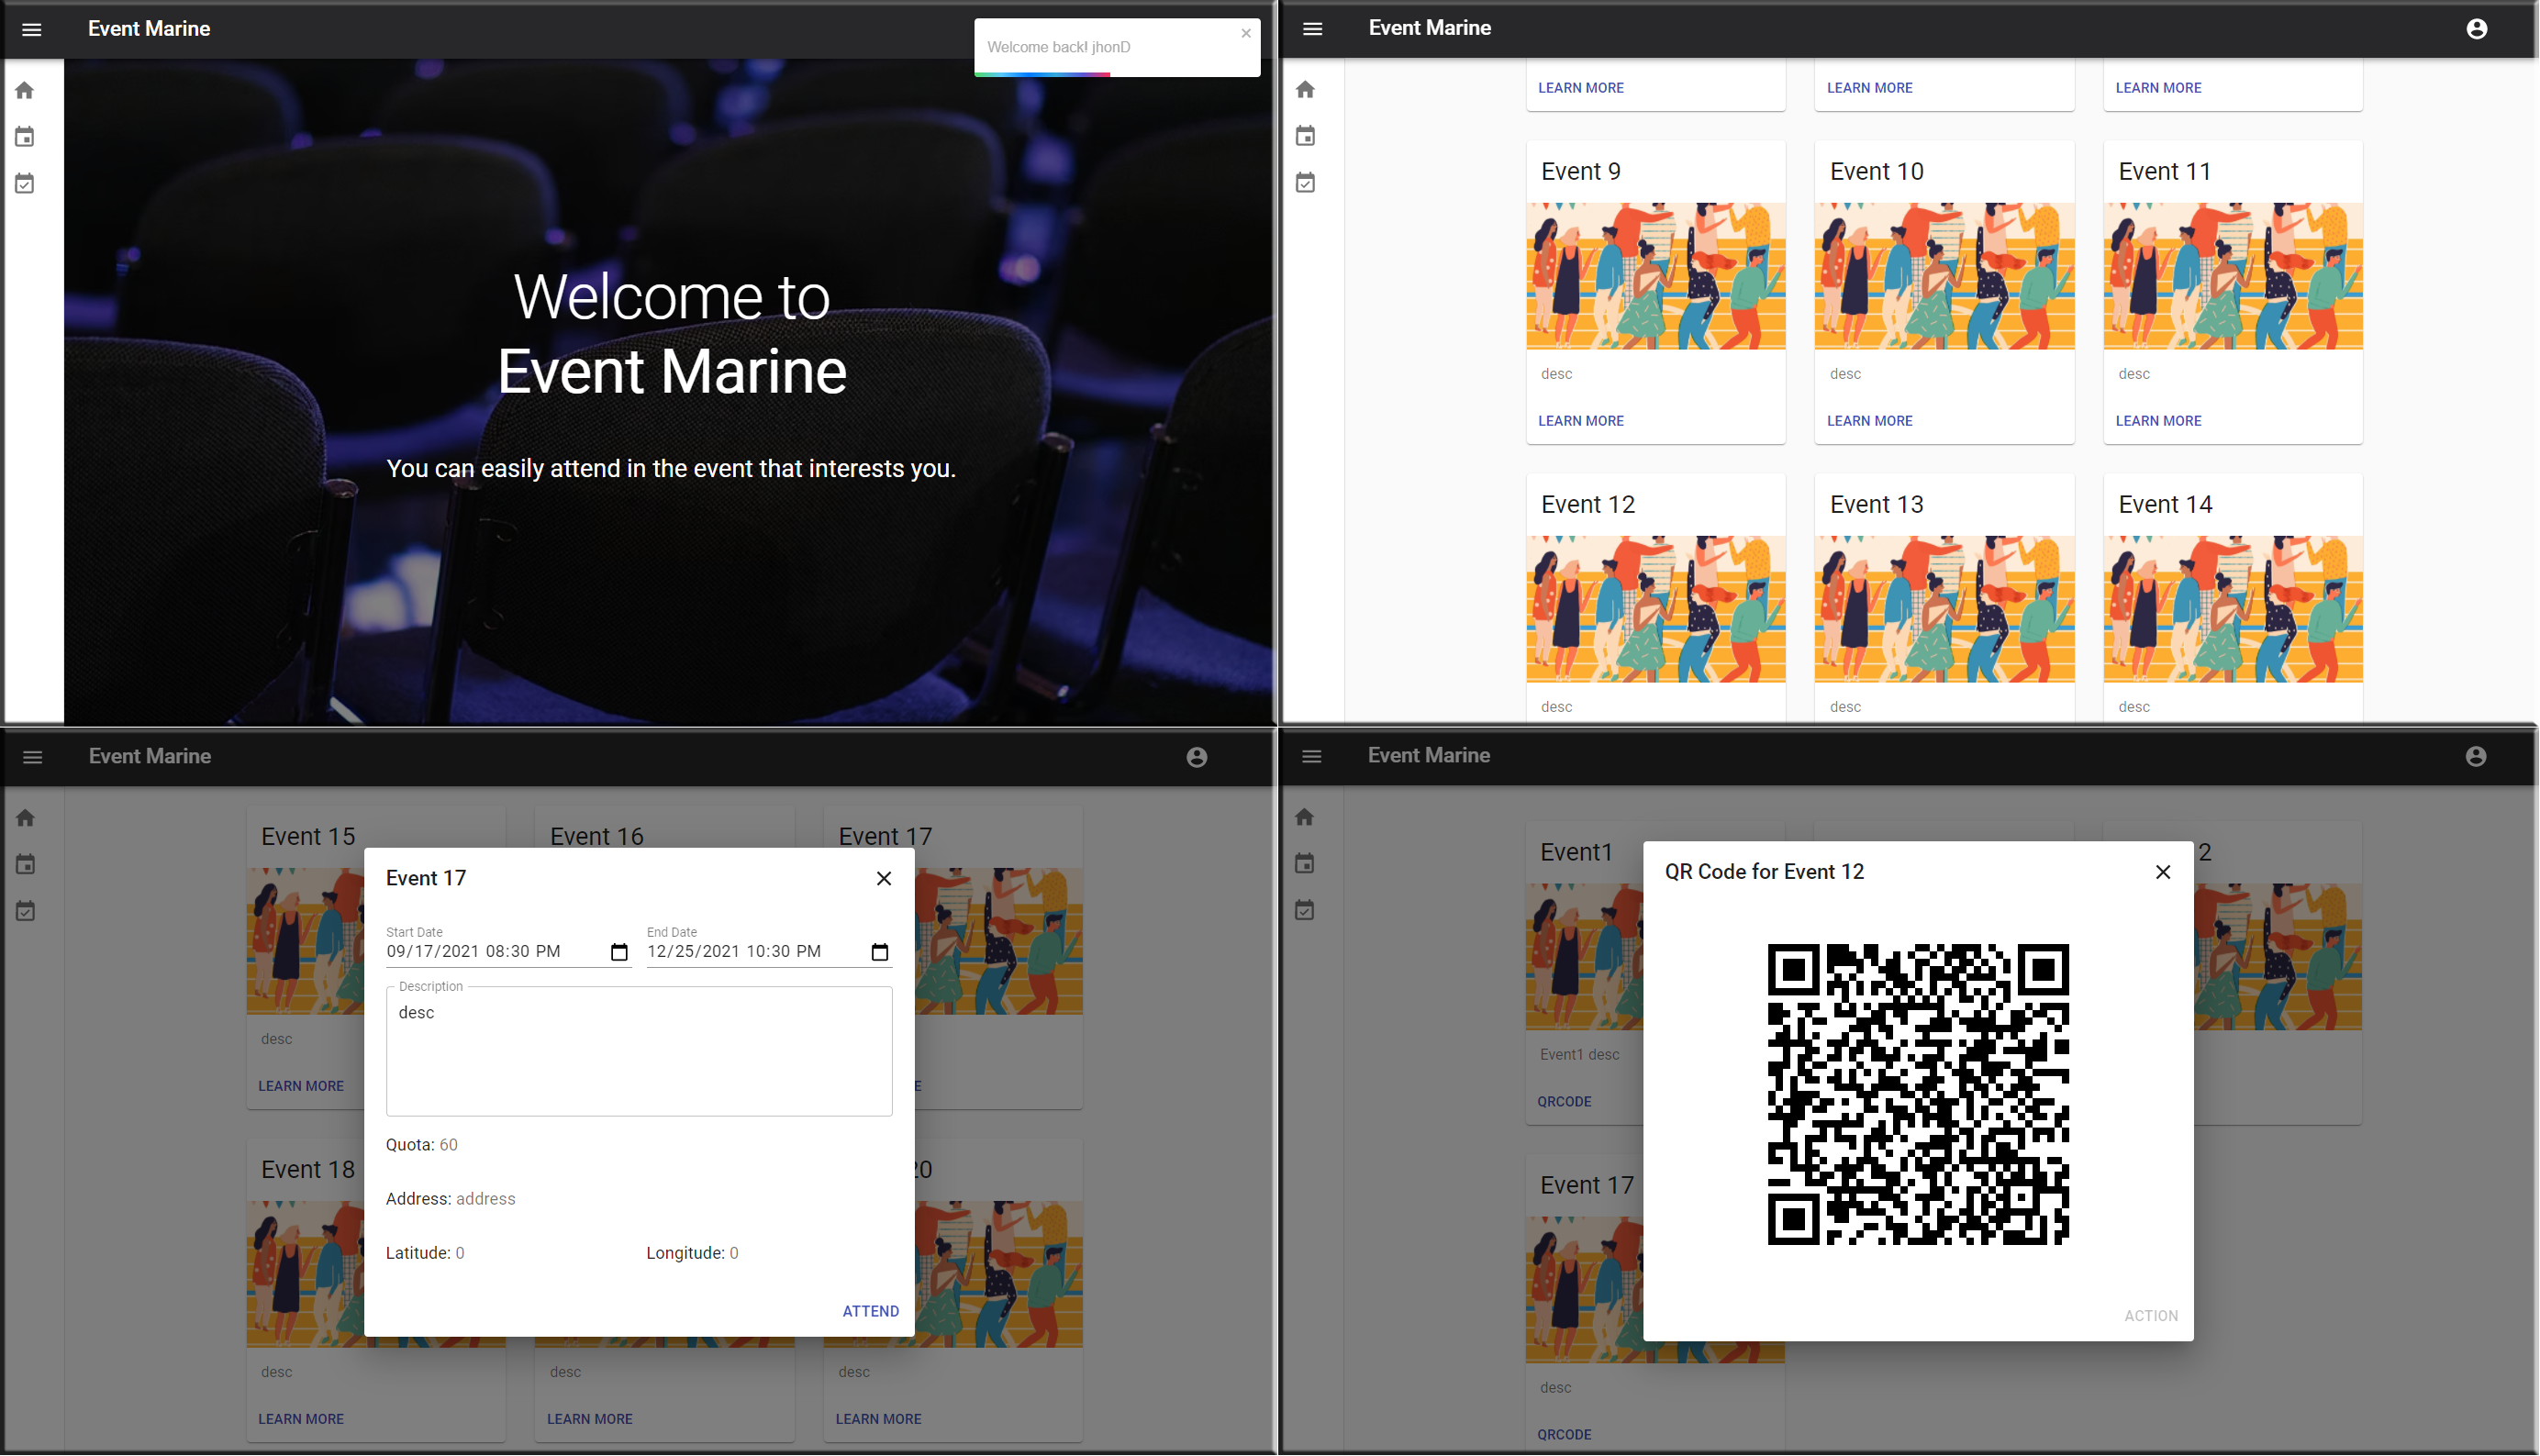 Event Marine
Welcome back! jhonD
Welcome to
Event Marine
You can easily attend in the event that interests you.
Event Marine
LEARN MORE LEARN MORE LEARN MORE
Event 9 Event 10 Event 11
desc desc desc
LEARN MORE LEARN MORE LEARN MORE
Event 12 Event 13 Event 14
desc desc desc
Event Marine
Event 15 Event 16 Event 17
Event 17
Start Date End Date
09/17/2021 08:30 PM 12/25/2021 10:30 PM
Description
desc
desc
LEARN MORE E
Quota: 60
Event 18 20
Address: address
Latitude: 0 Longitude: 0
ATTEND
desc desc desc
LEARN MORE LEARN MORE LEARN MORE
Event Marine
Event1 2
QR Code for Event 12
Event1 desc
QRCODE
Event 17
ACTION
desc
QRCODE